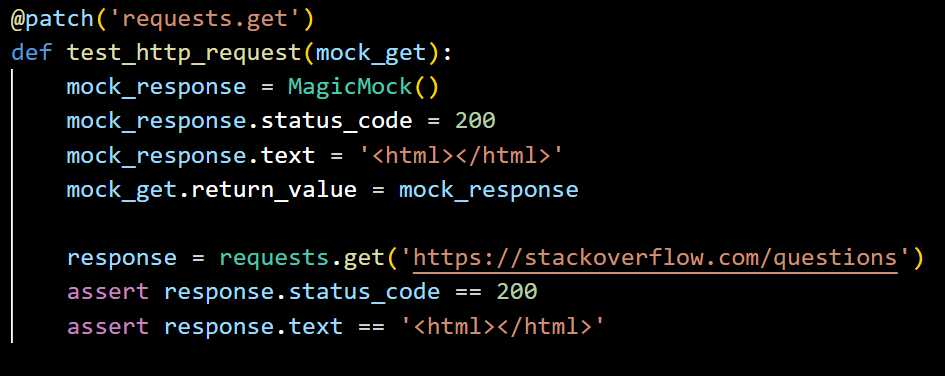 @patch('requests.get')
def test_http_request(mock_get):
    mock_response = MagicMock()
    mock_response.status_code = 200
    mock_response.text = '<html></html>'
    mock_get.return_value = mock_response

    response = requests.get('https://stackoverflow.com/questions')
    assert response.status_code == 200
    assert response.text == '<html></html>'